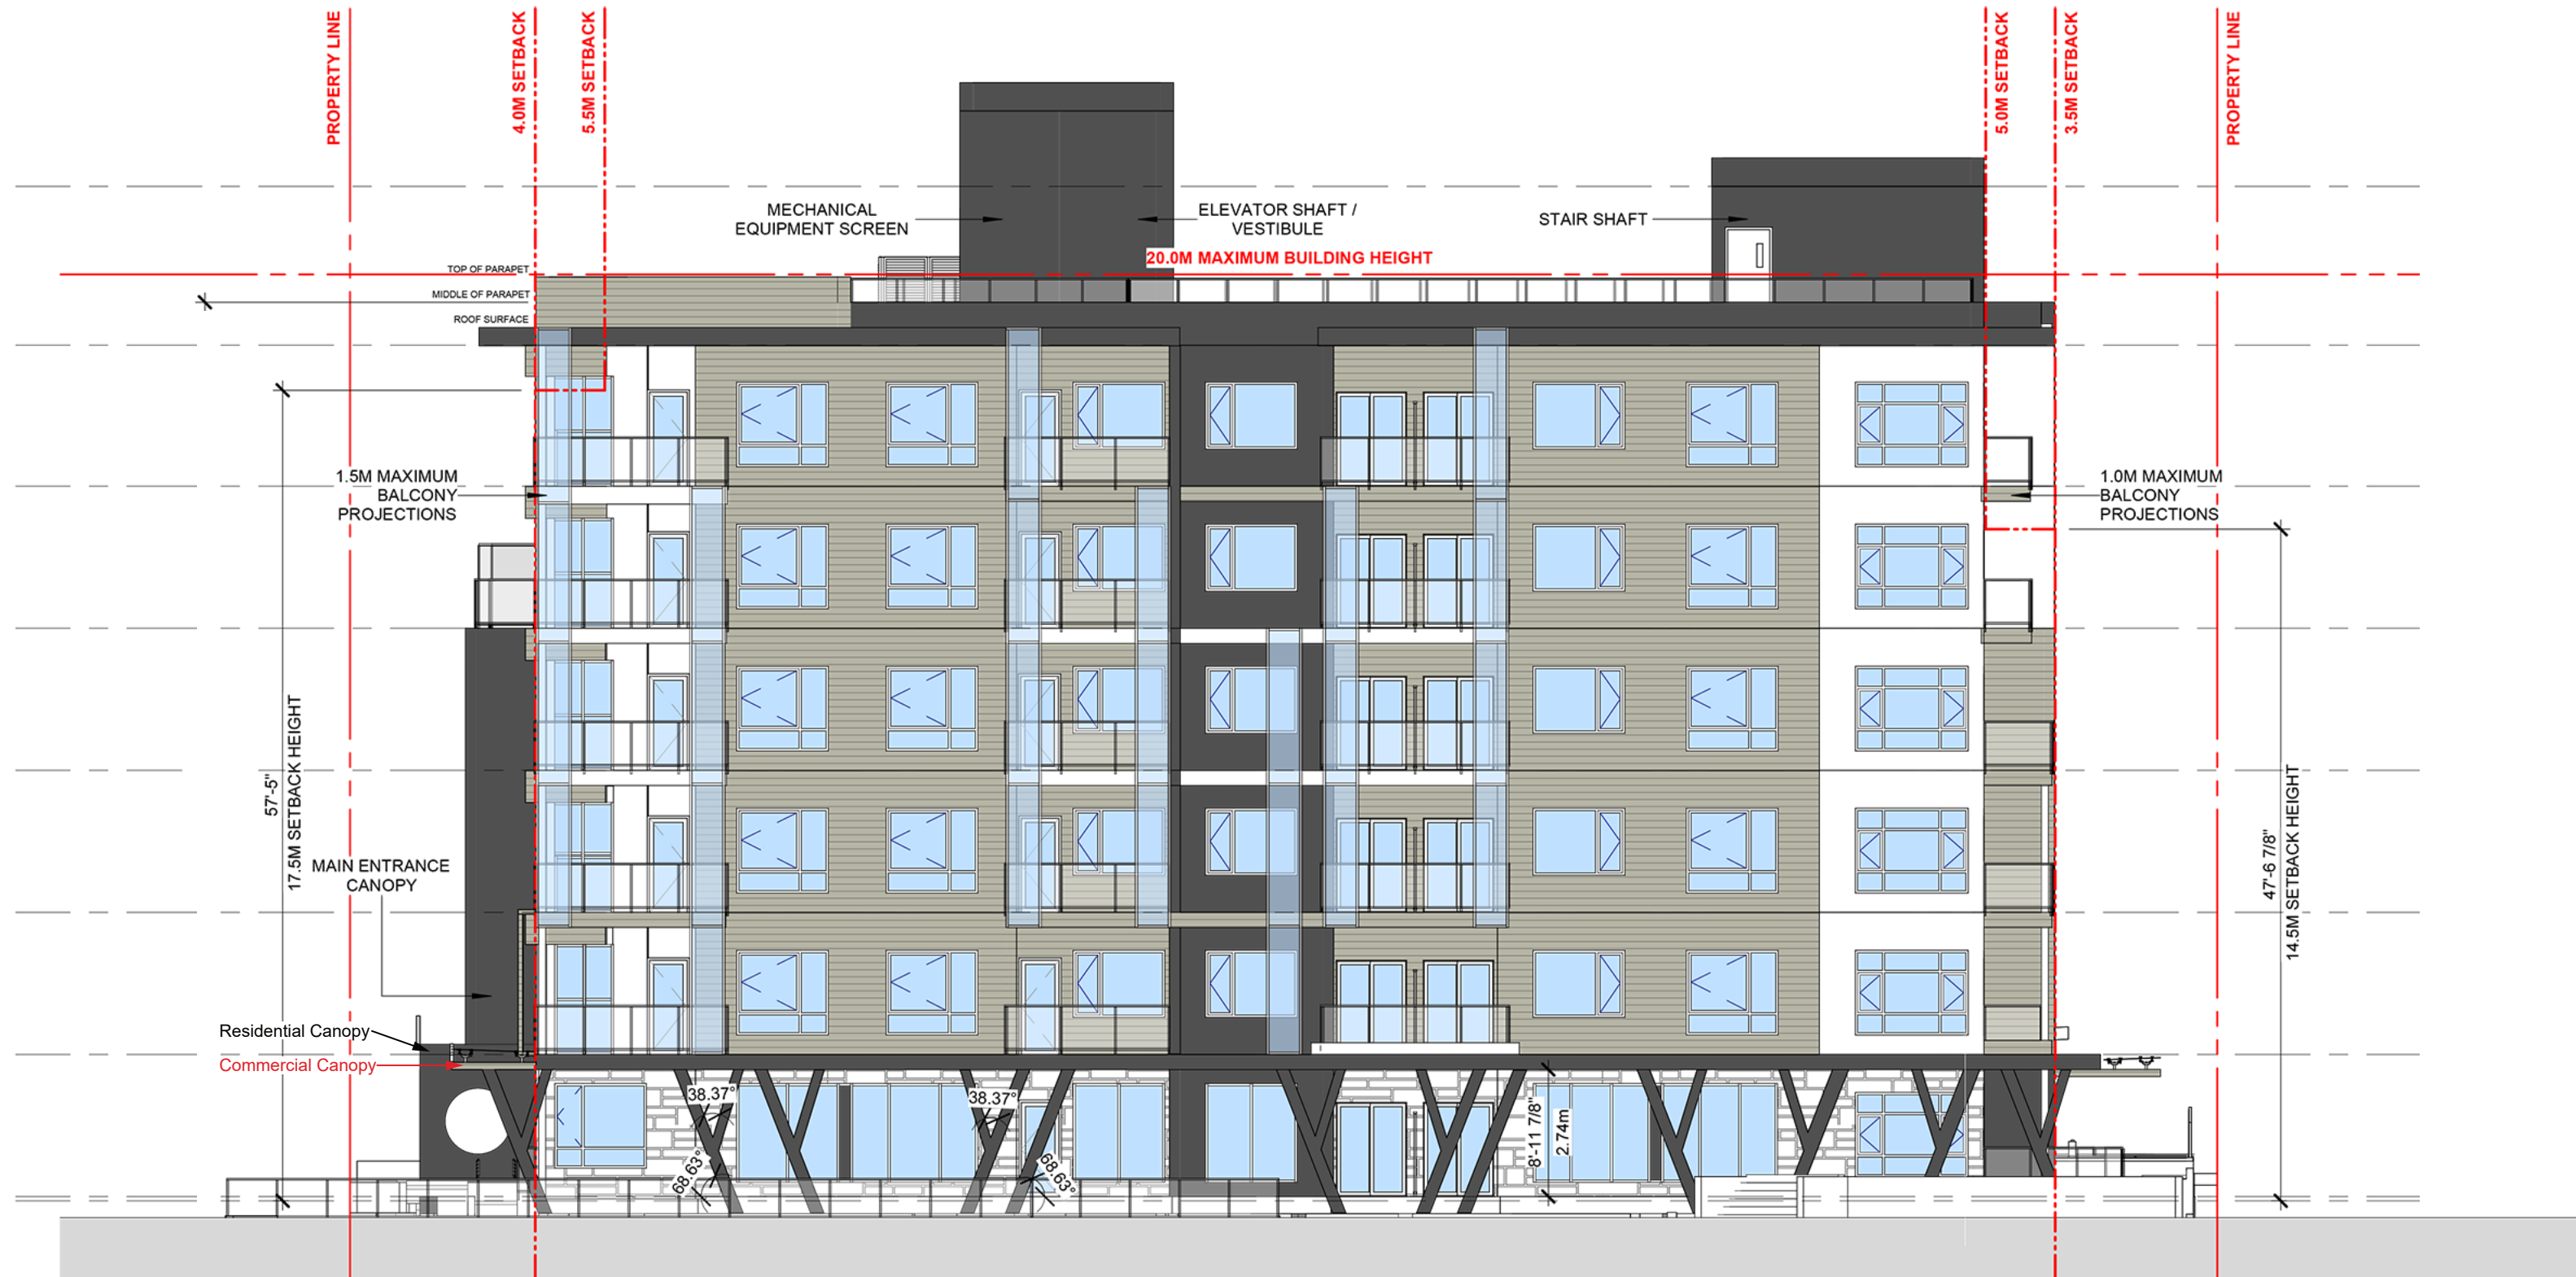 PROPERTY LINE
4.0M SETBACK
5.5M SETBACK
5.0M SETBACK
3.5M SETBACK
PROPERTY LINE
MECHANICAL
EQUIPMENT SCREEN
ELEVATOR SHAFT /
VESTIBULE
STAIR SHAFT
20.0M MAXIMUM BUILDING HEIGHT
TOP OF PARAPET
MIDDLE OF PARAPET
ROOF SURFACE
1.5M MAXIMUM
BALCONY
PROJECTIONS
1.0M MAXIMUM
BALCONY
PROJECTIONS
57'-5"
17.5M SETBACK HEIGHT
47'-6 7/8"
14.5M SETBACK HEIGHT
MAIN ENTRANCE
CANOPY
Residential Canopy
Commercial Canopy
38.37°
38.37°
68.63°
68.63°
8'-11 7/8"
2.74m